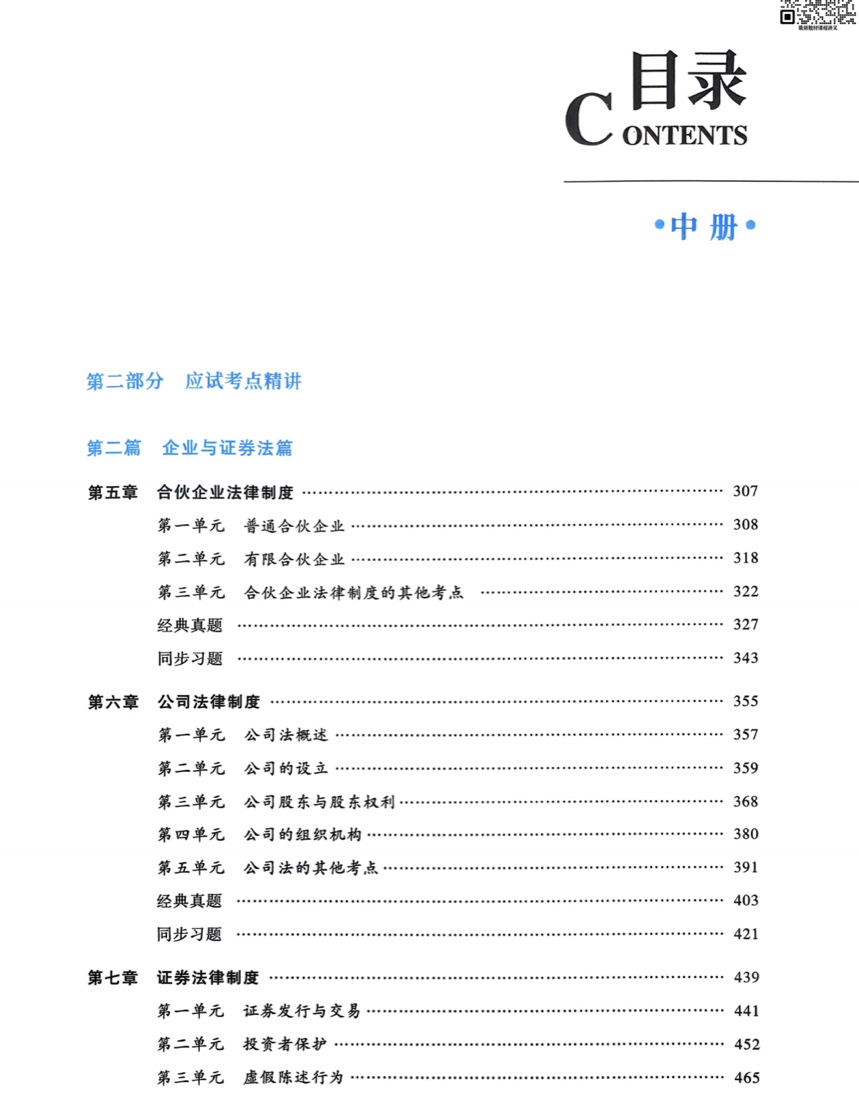 目录
CONTENTS
•中 册•
第二部分 应试考点精讲
第二篇 企业与证券法篇
第五章 合伙企业法律制度 …… 307
第一单元 普通合伙企业 …… 308
第二单元 有限合伙企业 …… 318
第三单元 合伙企业法律制度的其他考点 …… 322
经典真题 …… 327
同步习题 …… 343
第六章 公司法律制度 …… 355
第一单元 公司法概述 …… 357
第二单元 公司的设立 …… 359
第三单元 公司股东与股东权利 …… 368
第四单元 公司的组织机构 …… 380
第五单元 公司法的其他考点 …… 391
经典真题 …… 403
同步习题 …… 421
第七章 证券法律制度 …… 439
第一单元 证券发行与交易 …… 441
第二单元 投资者保护 …… 452
第三单元 虚假陈述行为 …… 465